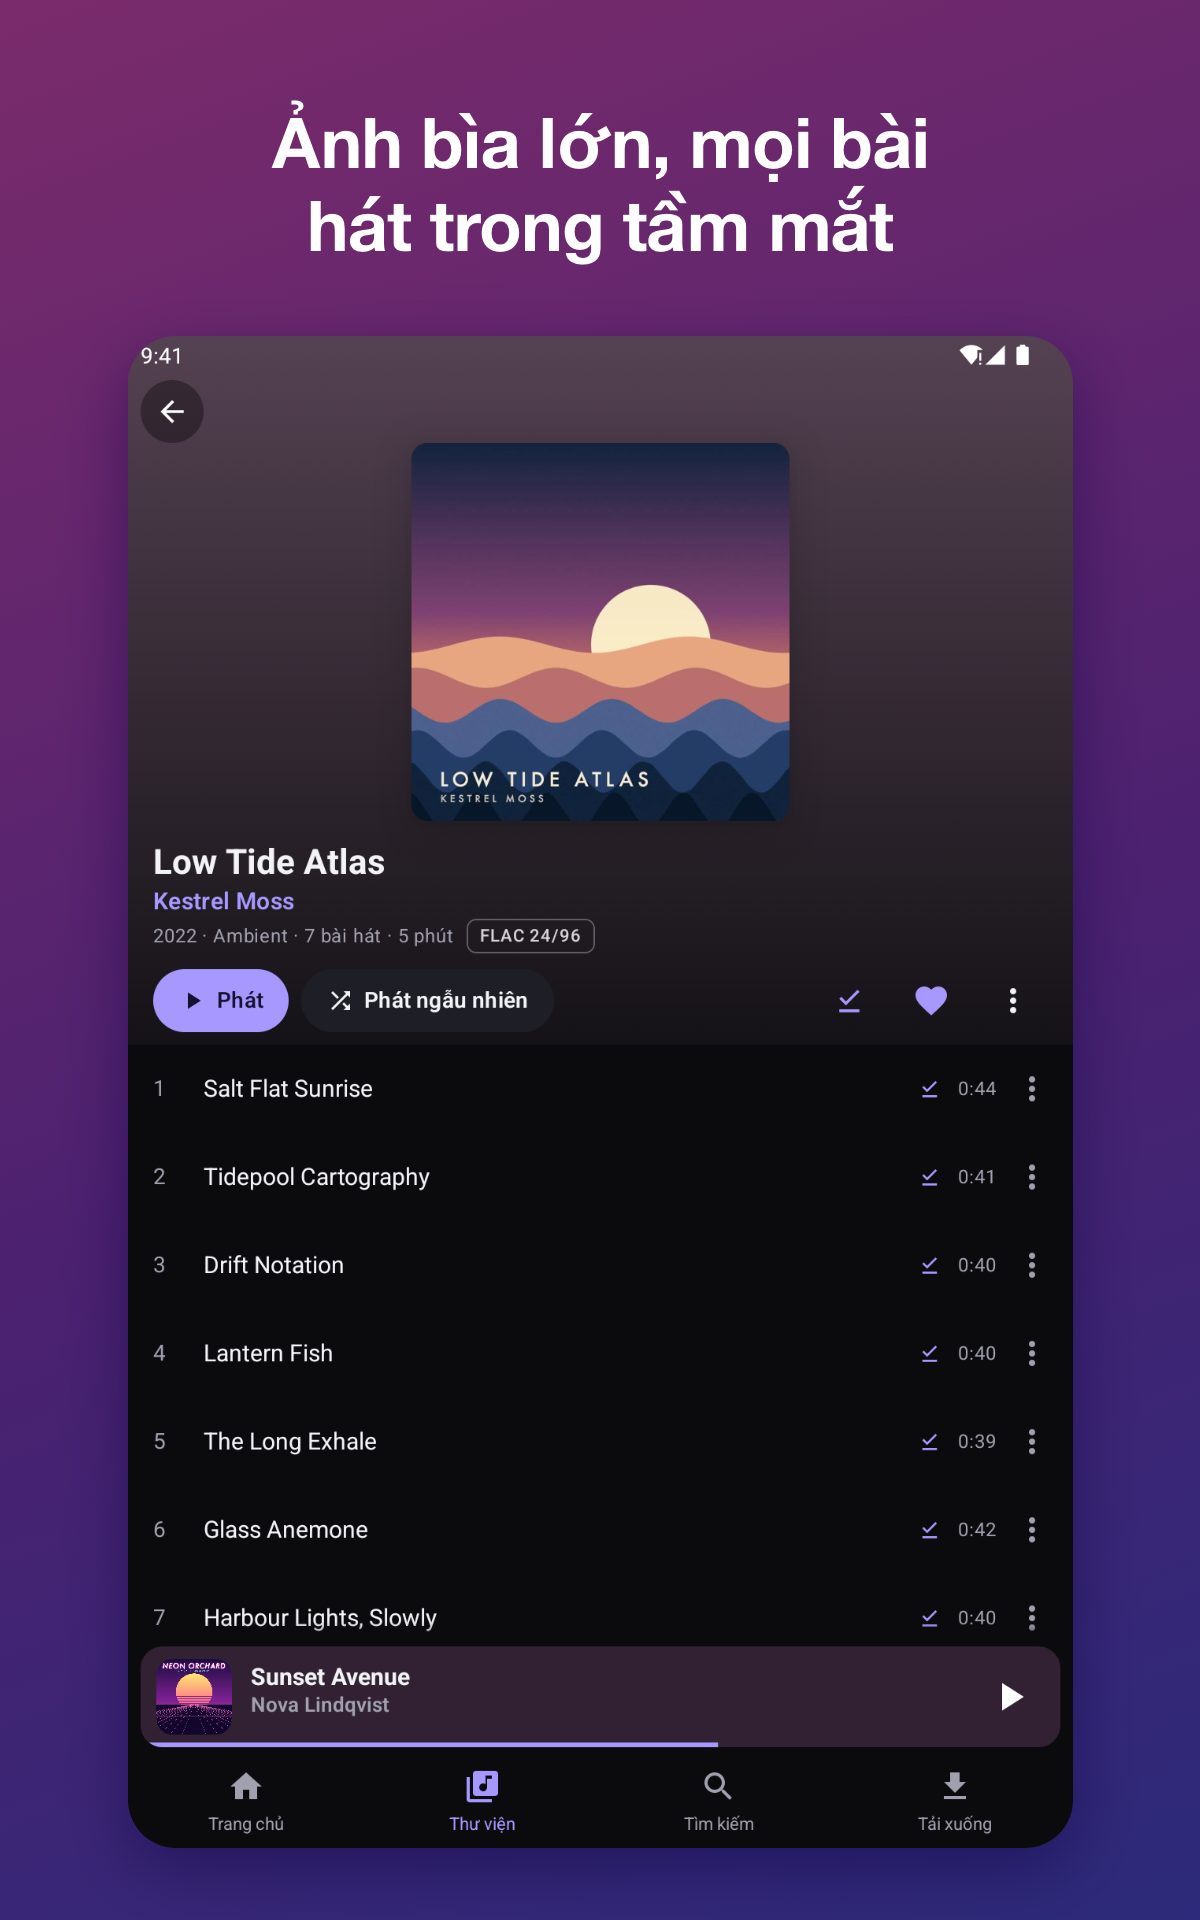 Ảnh bìa lớn, mọi bài
hát trong tầm mắt
9:41
LOW TIDE ATLAS
KESTREL MOSS
Low Tide Atlas
Kestrel Moss
2022 · Ambient · 7 bài hát · 5 phút FLAC 24/96
Phát Phát ngẫu nhiên
1 Salt Flat Sunrise 0:44
2 Tidepool Cartography 0:41
3 Drift Notation 0:40
4 Lantern Fish 0:40
5 The Long Exhale 0:39
6 Glass Anemone 0:42
7 Harbour Lights, Slowly 0:40
NEON ORCHARD
Sunset Avenue
Nova Lindqvist
Trang chủ Thư viện Tìm kiếm Tải xuống